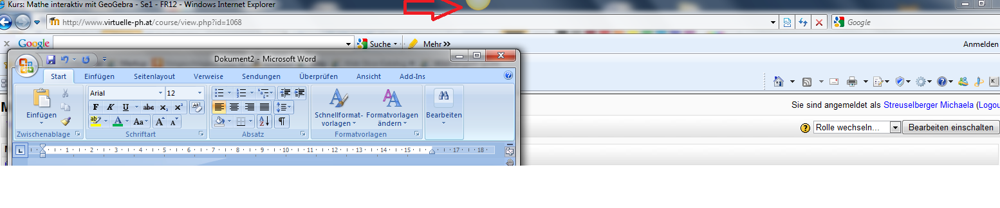 Kurs: Mathe interaktiv mit GeoGebra - Se1 - FR12 - Windows Internet Explorer
http://www.virtuelle-ph.at/course/view.php?id=1068
Google
Google
Suche
Mehr
Anmelden
Dokument2 - Microsoft Word
Start Einfügen Seitenlayout Verweise Sendungen Überprüfen Ansicht Add-Ins
Arial 12
F K U abc x₂ x² AB
Einfügen
ab A Aa A A A Z
Schnellformat-
vorlagen
Formatvorlagen
ändern
Bearbeiten
Zwischenablage Schriftart Absatz Formatvorlagen
L 1 2 3 4 5 6 7 8 9 10 11 12 13 14 15 17 18
K
Sie sind angemeldet als Streuselberger Michaela (Logou
Rolle wechseln... Bearbeiten einschalten